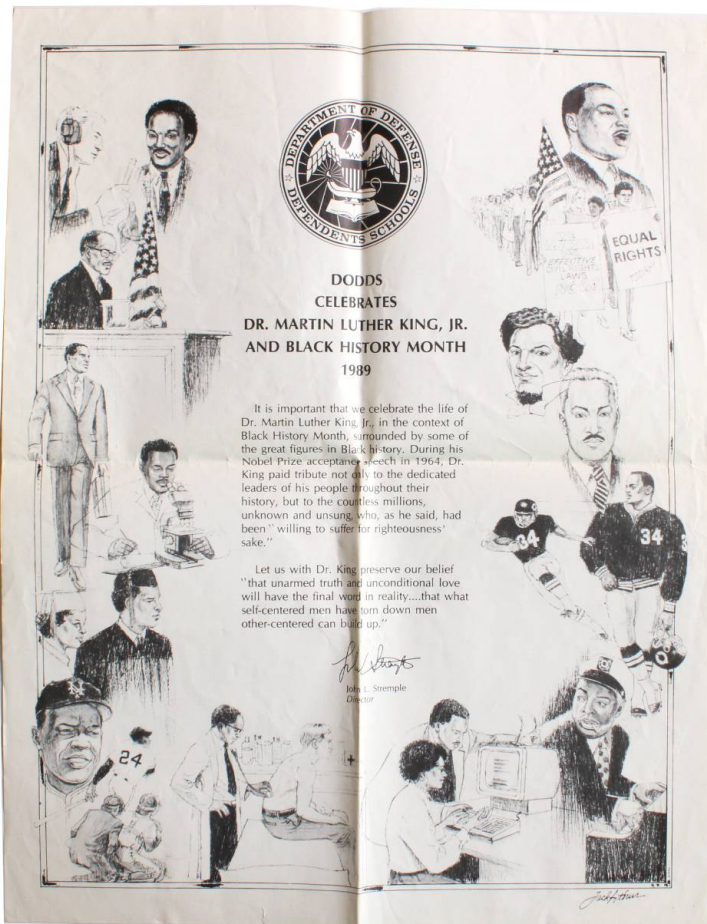 DEPARTMENT OF DEFENSE
DEPENDENTS SCHOOLS
DODDS
CELEBRATES
DR. MARTIN LUTHER KING, JR.
AND BLACK HISTORY MONTH
1989
It is important that we celebrate the life of
Dr. Martin Luther King, Jr., in the context of
Black History Month, surrounded by some of
the great figures in Black history. During his
Nobel Prize acceptance speech in 1964, Dr.
King paid tribute not only to the dedicated
leaders of his people throughout their
history, but to the countless millions,
unknown and unsung, who, as he said, had
been "willing to suffer for righteousness'
sake."
Let us with Dr. King preserve our belief
"that unarmed truth and unconditional love
will have the final word in reality....that what
self-centered men have torn down men
other-centered can build up."
John L. Stremple
Director
EQUAL
RIGHTS
EFFECTIVE
CIVIL RIGHTS
LAWS
34
34
24